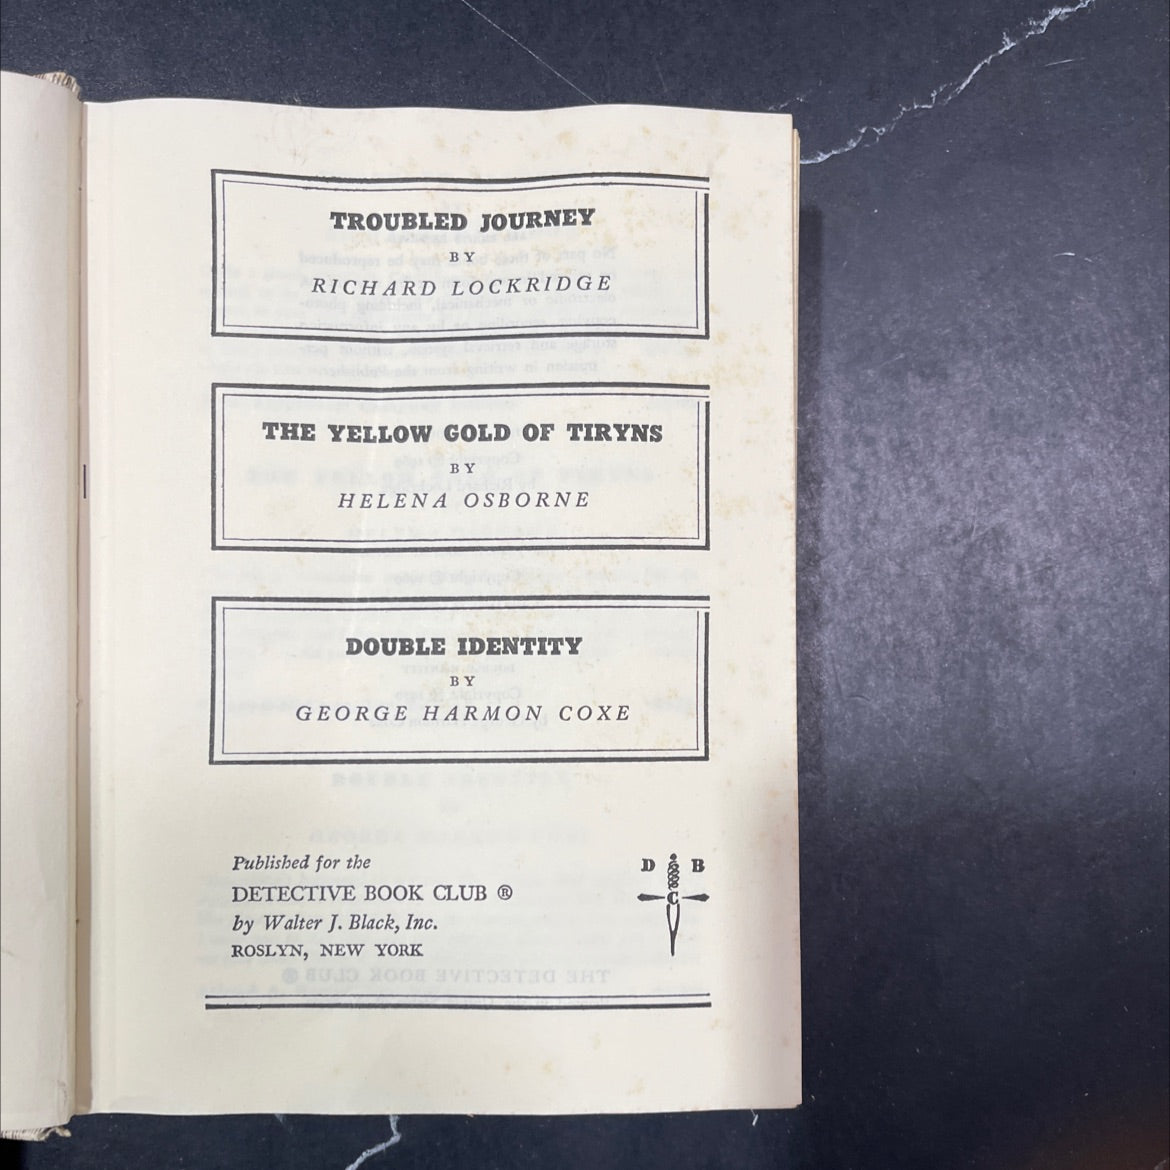 TROUBLED JOURNEY
BY
RICHARD LOCKRIDGE
THE YELLOW GOLD OF TIRYNS
BY
HELENA OSBORNE
DOUBLE IDENTITY
BY
GEORGE HARMON COXE
Published for the
DETECTIVE BOOK CLUB ®
by Walter J. Black, Inc.
ROSLYN, NEW YORK
D B
C